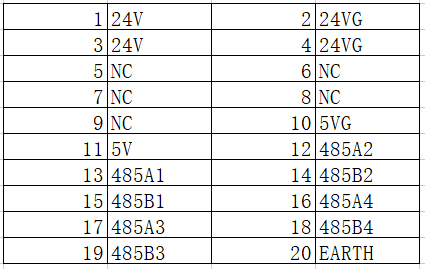 1 24V 2 24VG
3 24V 4 24VG
5 NC 6 NC
7 NC 8 NC
9 NC 10 5VG
11 5V 12 485A2
13 485A1 14 485B2
15 485B1 16 485A4
17 485A3 18 485B4
19 485B3 20 EARTH